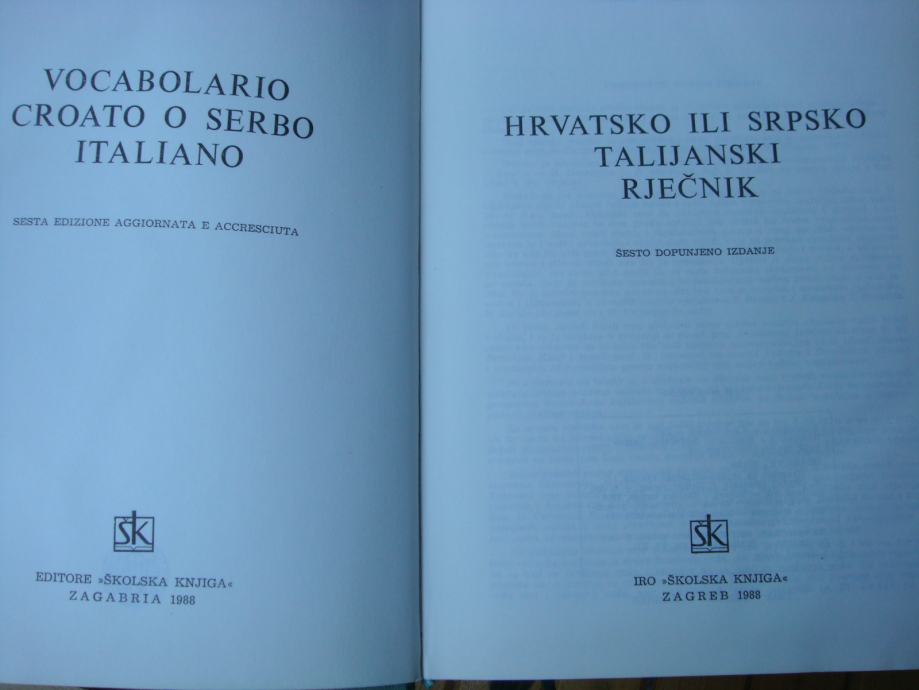 VOCABOLARIO
CROATO O SERBO
ITALIANO
SESTA EDIZIONE AGGIORNATA E ACCRESCIUTA
ŠK
EDITORE »ŠKOLSKA KNJIGA«
ZAGABRIA 1988
HRVATSKO ILI SRPSKO
TALIJANSKI
RJEČNIK
ŠESTO DOPUNJENO IZDANJE
ŠK
IRO »ŠKOLSKA KNJIGA«
ZAGREB 1988